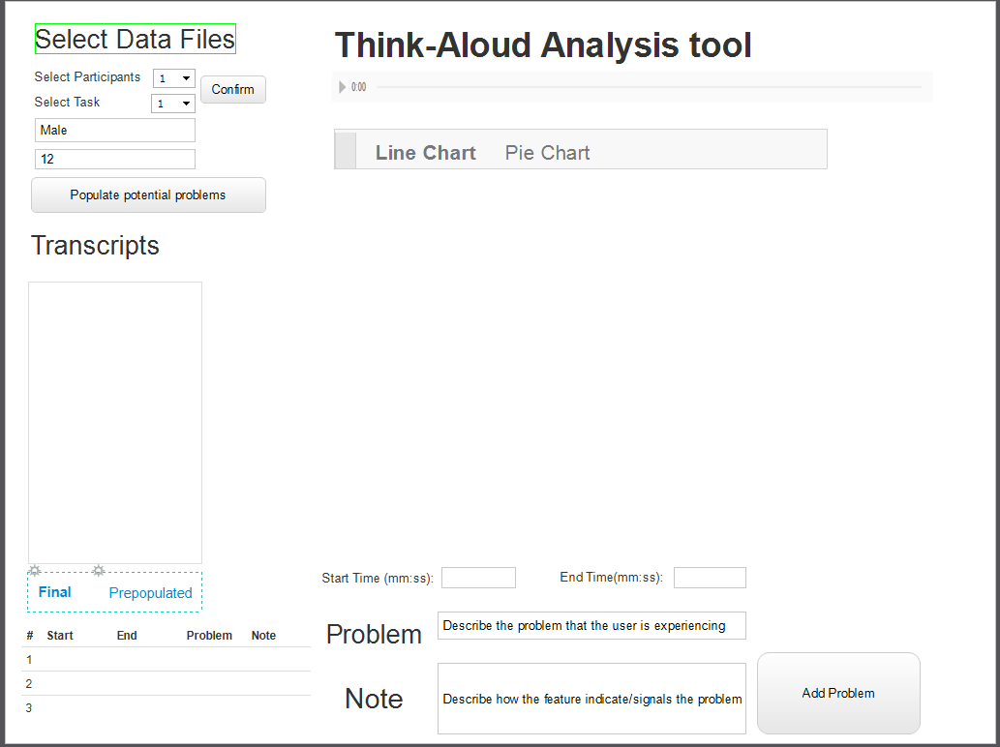 Select Data Files
Select Participants 1 Confirm
Select Task 1
Male
12
Populate potential problems
Transcripts
Think-Aloud Analysis tool
0:00
Line Chart Pie Chart
Final Prepopulated
# Start End Problem Note
1
2
3
Start Time (mm:ss): End Time(mm:ss):
Problem Describe the problem that the user is experiencing
Note Describe how the feature indicate/signals the problem
Add Problem